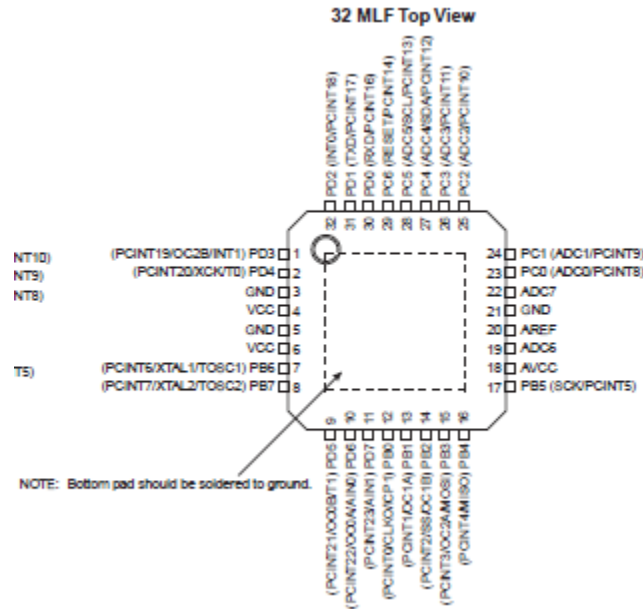 32 MLF Top View
PD2 (INT0/PCINT18)
PD1 (TXD/PCINT17)
PD0 (RXD/PCINT16)
PC6 (RESET/PCINT14)
PC5 (ADC5/SCL/PCINT13)
PC4 (ADC4/SDA/PCINT12)
PC3 (ADC3/PCINT11)
PC2 (ADC2/PCINT10)
32 31 30 29 28 27 26 25
NT10)
NT9)
NT8)
T5)
(PCINT19/OC2B/INT1) PD3 1
(PCINT20/XCK/T0) PD4 2
GND 3
VCC 4
GND 5
VCC 6
(PCINT6/XTAL1/TOSC1) PB6 7
(PCINT7/XTAL2/TOSC2) PB7 8
24 PC1 (ADC1/PCINT9)
23 PC0 (ADC0/PCINT8)
22 ADC7
21 GND
20 AREF
19 ADC6
18 AVCC
17 PB5 (SCK/PCINT5)
9 10 11 12 13 14 15 16
(PCINT21/OC0B/T1) PD5
(PCINT22/OC0A/AIN0) PD6
(PCINT23/AIN1) PD7
(PCINT0/CLKO/ICP1) PB0
(PCINT1/OC1A) PB1
(PCINT2/SS/OC1B) PB2
(PCINT3/OC2A/MOSI) PB3
(PCINT4/MISO) PB4
NOTE: Bottom pad should be soldered to ground.